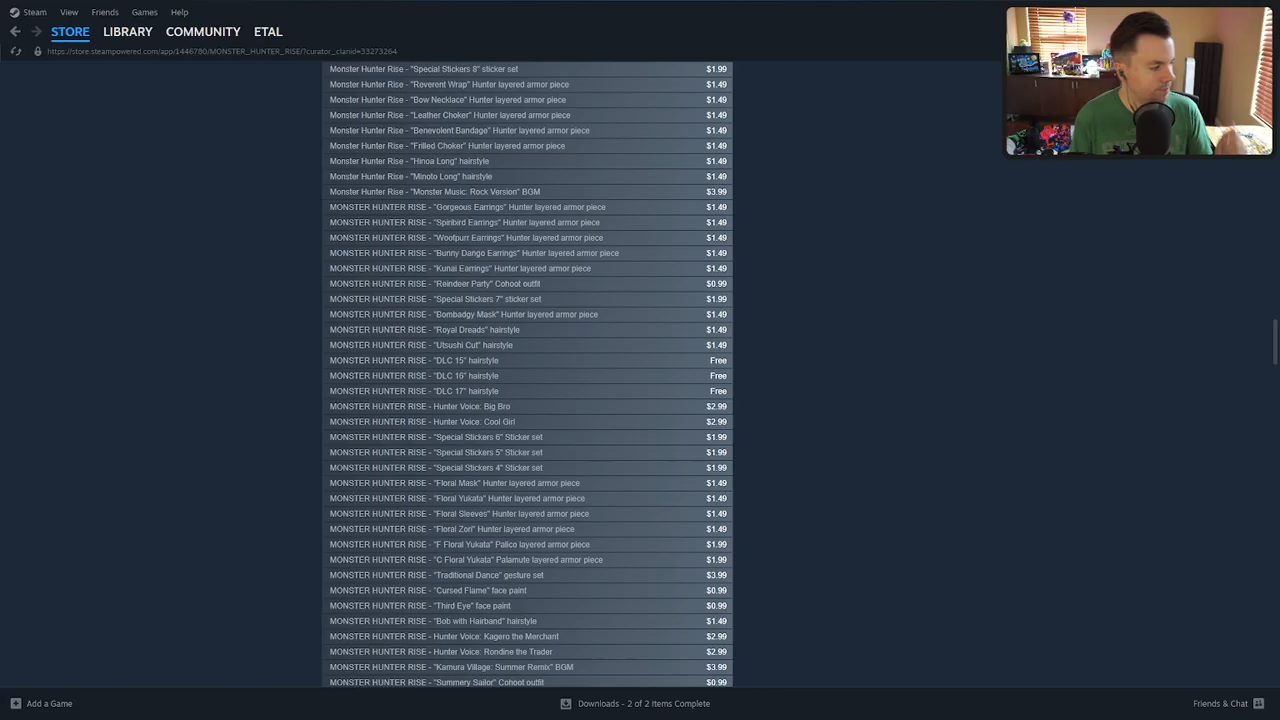 Steam View Friends Games Help
STORE LIBRARY COMMUNITY ETAL
Monster Hunter Rise - "Special Stickers 8" sticker set $1.99
Monster Hunter Rise - "Reverent Wrap" Hunter layered armor piece $1.49
Monster Hunter Rise - "Bow Necklace" Hunter layered armor piece $1.49
Monster Hunter Rise - "Leather Choker" Hunter layered armor piece $1.49
Monster Hunter Rise - "Benevolent Bandage" Hunter layered armor piece $1.49
Monster Hunter Rise - "Frilled Choker" Hunter layered armor piece $1.49
Monster Hunter Rise - "Hinoa Long" hairstyle $1.49
Monster Hunter Rise - "Minoto Long" hairstyle $1.49
Monster Hunter Rise - "Monster Music: Rock Version" BGM $3.99
MONSTER HUNTER RISE - "Gorgeous Earrings" Hunter layered armor piece $1.49
MONSTER HUNTER RISE - "Spiribird Earrings" Hunter layered armor piece $1.49
MONSTER HUNTER RISE - "Woofpurr Earrings" Hunter layered armor piece $1.49
MONSTER HUNTER RISE - "Bunny Dango Earrings" Hunter layered armor piece $1.49
MONSTER HUNTER RISE - "Kunai Earrings" Hunter layered armor piece $1.49
MONSTER HUNTER RISE - "Reindeer Party" Cohoot outfit $0.99
MONSTER HUNTER RISE - "Special Stickers 7" sticker set $1.99
MONSTER HUNTER RISE - "Bombadgy Mask" Hunter layered armor piece $1.49
MONSTER HUNTER RISE - "Royal Dreads" hairstyle $1.49
MONSTER HUNTER RISE - "Utsushi Cut" hairstyle $1.49
MONSTER HUNTER RISE - "DLC 15" hairstyle Free
MONSTER HUNTER RISE - "DLC 16" hairstyle Free
MONSTER HUNTER RISE - "DLC 17" hairstyle Free
MONSTER HUNTER RISE - Hunter Voice: Big Bro $2.99
MONSTER HUNTER RISE - Hunter Voice: Cool Girl $2.99
MONSTER HUNTER RISE - "Special Stickers 6" Sticker set $1.99
MONSTER HUNTER RISE - "Special Stickers 5" Sticker set $1.99
MONSTER HUNTER RISE - "Special Stickers 4" Sticker set $1.99
MONSTER HUNTER RISE - "Floral Mask" Hunter layered armor piece $1.49
MONSTER HUNTER RISE - "Floral Yukata" Hunter layered armor piece $1.49
MONSTER HUNTER RISE - "Floral Sleeves" Hunter layered armor piece $1.49
MONSTER HUNTER RISE - "Floral Zori" Hunter layered armor piece $1.49
MONSTER HUNTER RISE - "F Floral Yukata" Palico layered armor piece $1.99
MONSTER HUNTER RISE - "C Floral Yukata" Palamute layered armor piece $1.99
MONSTER HUNTER RISE - "Traditional Dance" gesture set $3.99
MONSTER HUNTER RISE - "Cursed Flame" face paint $0.99
MONSTER HUNTER RISE - "Third Eye" face paint $0.99
MONSTER HUNTER RISE - "Bob with Hairband" hairstyle $1.49
MONSTER HUNTER RISE - Hunter Voice: Kagero the Merchant $2.99
MONSTER HUNTER RISE - Hunter Voice: Rondine the Trader $2.99
MONSTER HUNTER RISE - "Kamura Village: Summer Remix" BGM $3.99
MONSTER HUNTER RISE - "Summery Sailor" Cohoot outfit $0.99
Add a Game Downloads - 2 of 2 Items Complete Friends & Chat